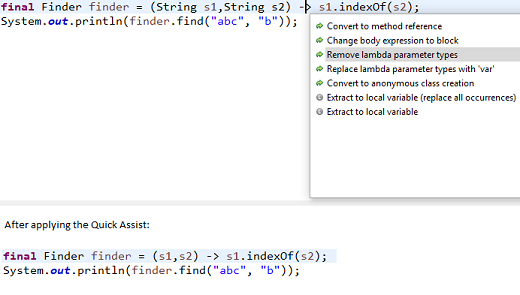 final Finder finder = (String s1,String s2) -> s1.indexOf(s2);
System.out.println(finder.find("abc", "b"));
Convert to method reference
Change body expression to block
Remove lambda parameter types
Replace lambda parameter types with 'var'
Convert to anonymous class creation
Extract to local variable (replace all occurrences)
Extract to local variable
After applying the Quick Assist:
final Finder finder = (s1,s2) -> s1.indexOf(s2);
System.out.println(finder.find("abc", "b"));